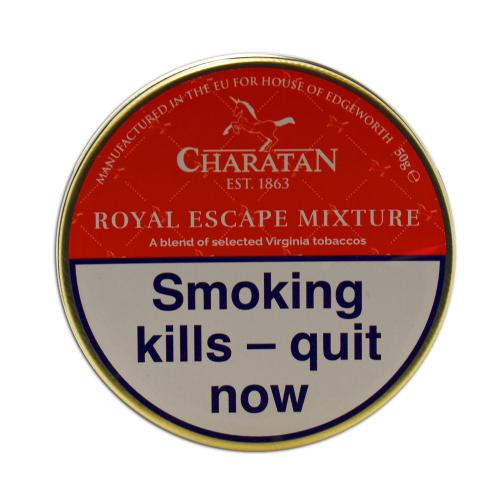 MANUFACTURED IN THE EU FOR HOUSE OF EDGEWORTH 50g ℮
CHARATAN
EST. 1863
ROYAL ESCAPE MIXTURE
A blend of selected Virginia tobaccos
Smoking
kills – quit
now